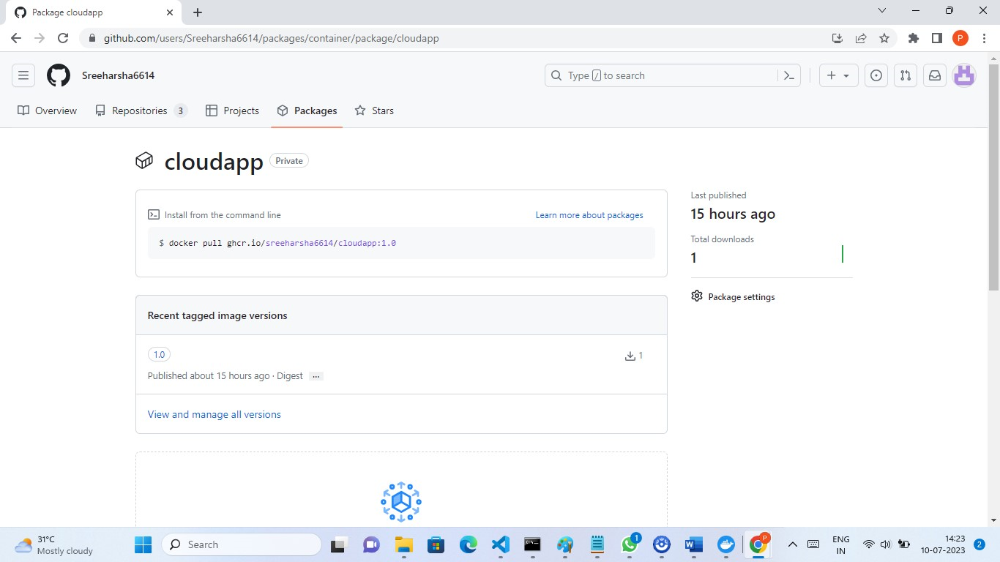 Package cloudapp
github.com/users/Sreeharsha6614/packages/container/package/cloudapp
P
Sreeharsha6614
Type / to search
Overview
Repositories 3
Projects
Packages
Stars
cloudapp Private
Install from the command line
Learn more about packages
$ docker pull ghcr.io/sreeharsha6614/cloudapp:1.0
Last published
15 hours ago
Total downloads
1
Package settings
Recent tagged image versions
1.0
1
Published about 15 hours ago · Digest ...
View and manage all versions
31°C
Mostly cloudy
Search
1
W
P
ENG
IN
14:23
10-07-2023
2